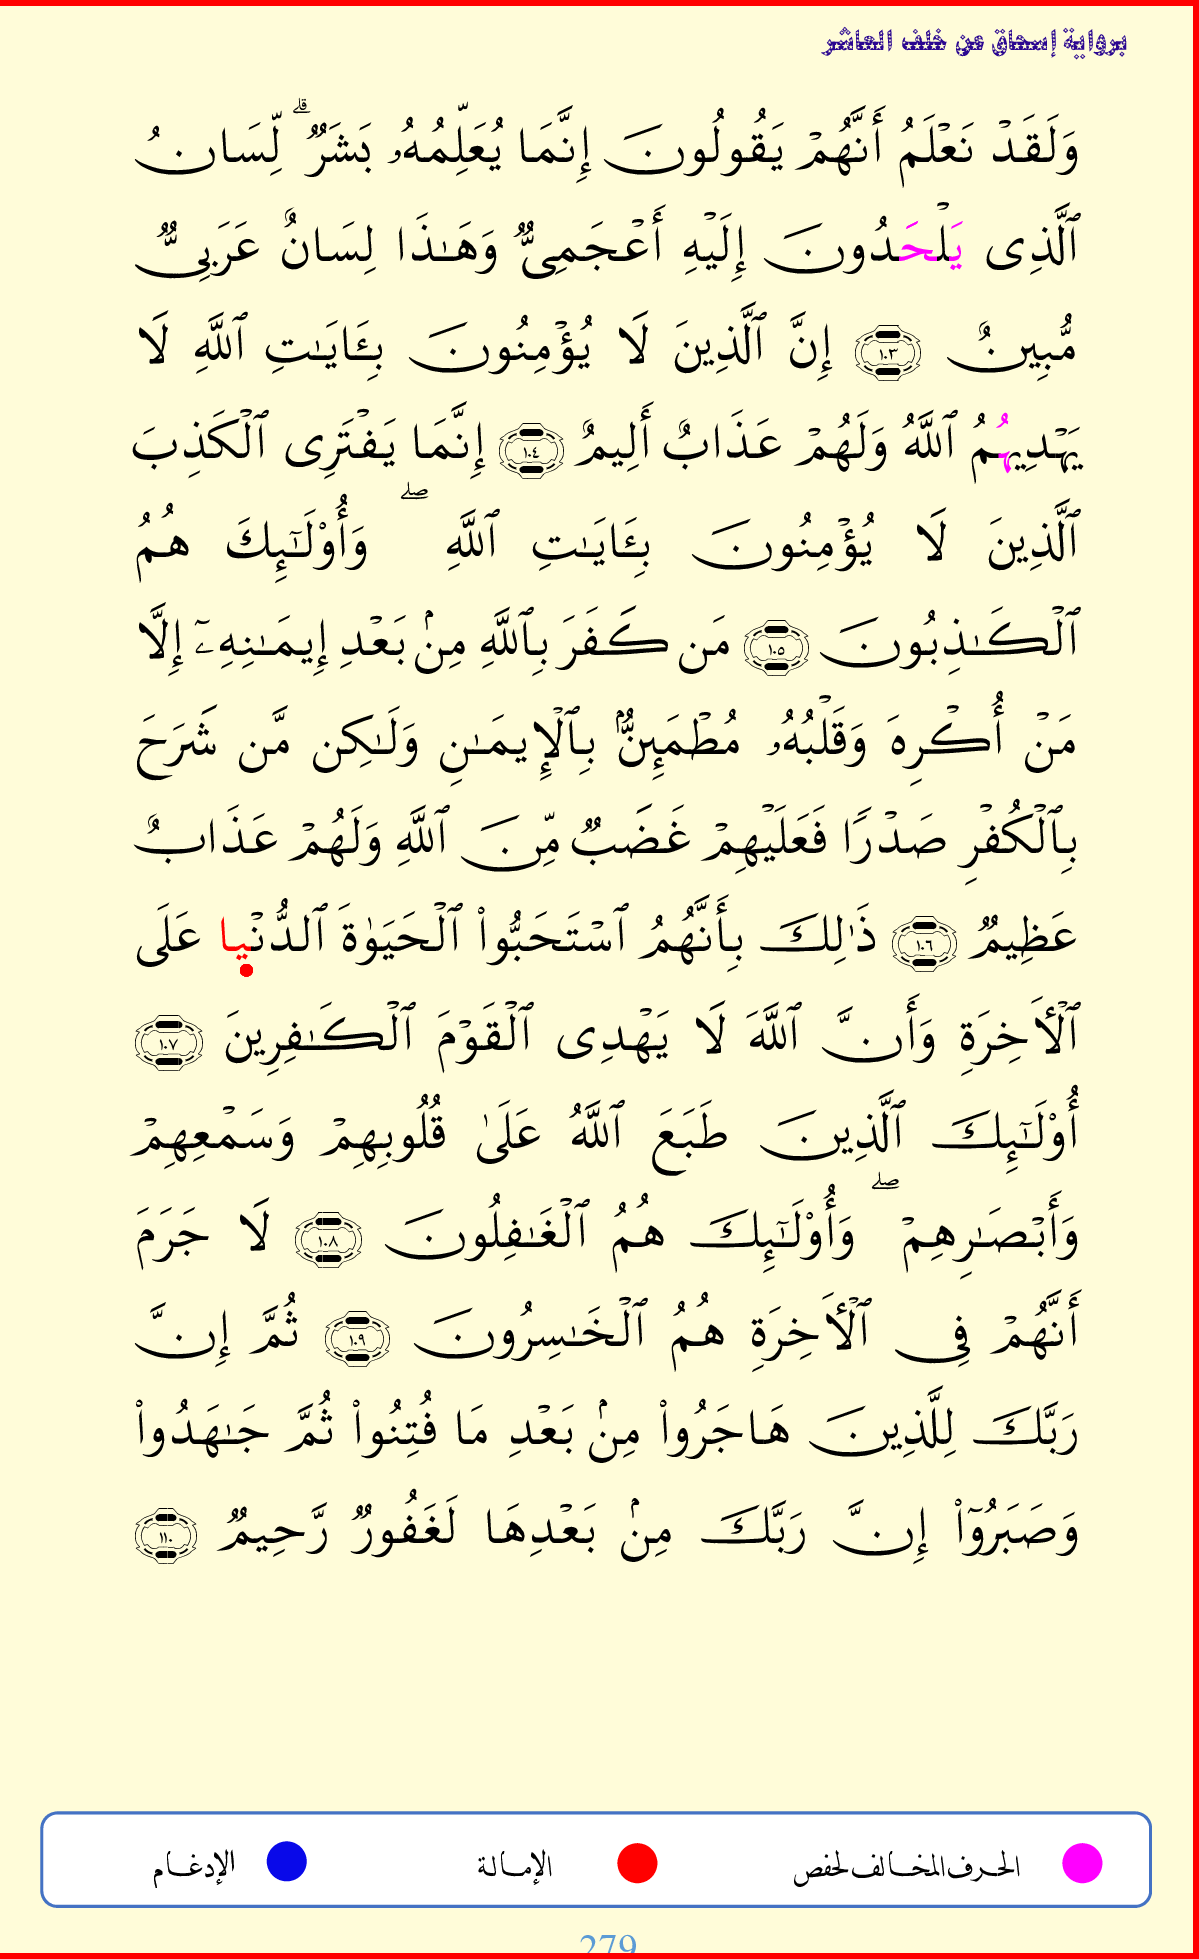 برواية إسحاق عن خلف العاشر
وَلَقَدْ نَعْلَمُ أَنَّهُمْ يَقُولُونَ إِنَّمَا يُعَلِّمُهُۥ بَشَرٌ ۗ لِّسَانُ
ٱلَّذِى يَلْحَدُونَ إِلَيْهِ أَعْجَمِىٌّ وَهَـٰذَا لِسَانٌ عَرَبِىٌّ
مُّبِينٌ ١٠٣ إِنَّ ٱلَّذِينَ لَا يُؤْمِنُونَ بِـَٔايَـٰتِ ٱللَّهِ لَا
يَهْدِيهُِمُ ٱللَّهُ وَلَهُمْ عَذَابٌ أَلِيمٌ ١٠٤ إِنَّمَا يَفْتَرِى ٱلْكَذِبَ
ٱلَّذِينَ لَا يُؤْمِنُونَ بِـَٔايَـٰتِ ٱللَّهِ ۖ وَأُو۟لَـٰٓئِكَ هُمُ
ٱلْكَـٰذِبُونَ ١٠٥ مَن كَفَرَ بِٱللَّهِ مِنۢ بَعْدِ إِيمَـٰنِهِۦٓ إِلَّا
مَنْ أُكْرِهَ وَقَلْبُهُۥ مُطْمَئِنٌّۢ بِٱلْإِيمَـٰنِ وَلَـٰكِن مَّن شَرَحَ
بِٱلْكُفْرِ صَدْرًا فَعَلَيْهِمْ غَضَبٌ مِّنَ ٱللَّهِ وَلَهُمْ عَذَابٌ
عَظِيمٌ ١٠٦ ذَٰلِكَ بِأَنَّهُمُ ٱسْتَحَبُّوا۟ ٱلْحَيَوٰةَ ٱلدُّنْيا عَلَى
ٱلْـَٔاخِرَةِ وَأَنَّ ٱللَّهَ لَا يَهْدِى ٱلْقَوْمَ ٱلْكَـٰفِرِينَ ١٠٧
أُو۟لَـٰٓئِكَ ٱلَّذِينَ طَبَعَ ٱللَّهُ عَلَىٰ قُلُوبِهِمْ وَسَمْعِهِمْ
وَأَبْصَـٰرِهِمْ ۖ وَأُو۟لَـٰٓئِكَ هُمُ ٱلْغَـٰفِلُونَ ١٠٨ لَا جَرَمَ
أَنَّهُمْ فِى ٱلْـَٔاخِرَةِ هُمُ ٱلْخَـٰسِرُونَ ١٠٩ ثُمَّ إِنَّ
رَبَّكَ لِلَّذِينَ هَاجَرُوا۟ مِنۢ بَعْدِ مَا فُتِنُوا۟ ثُمَّ جَـٰهَدُوا۟
وَصَبَرُوٓا۟ إِنَّ رَبَّكَ مِنۢ بَعْدِهَا لَغَفُورٌ رَّحِيمٌ ١١٠
الحرف المخالف لحفص الإمالة الإدغام
279